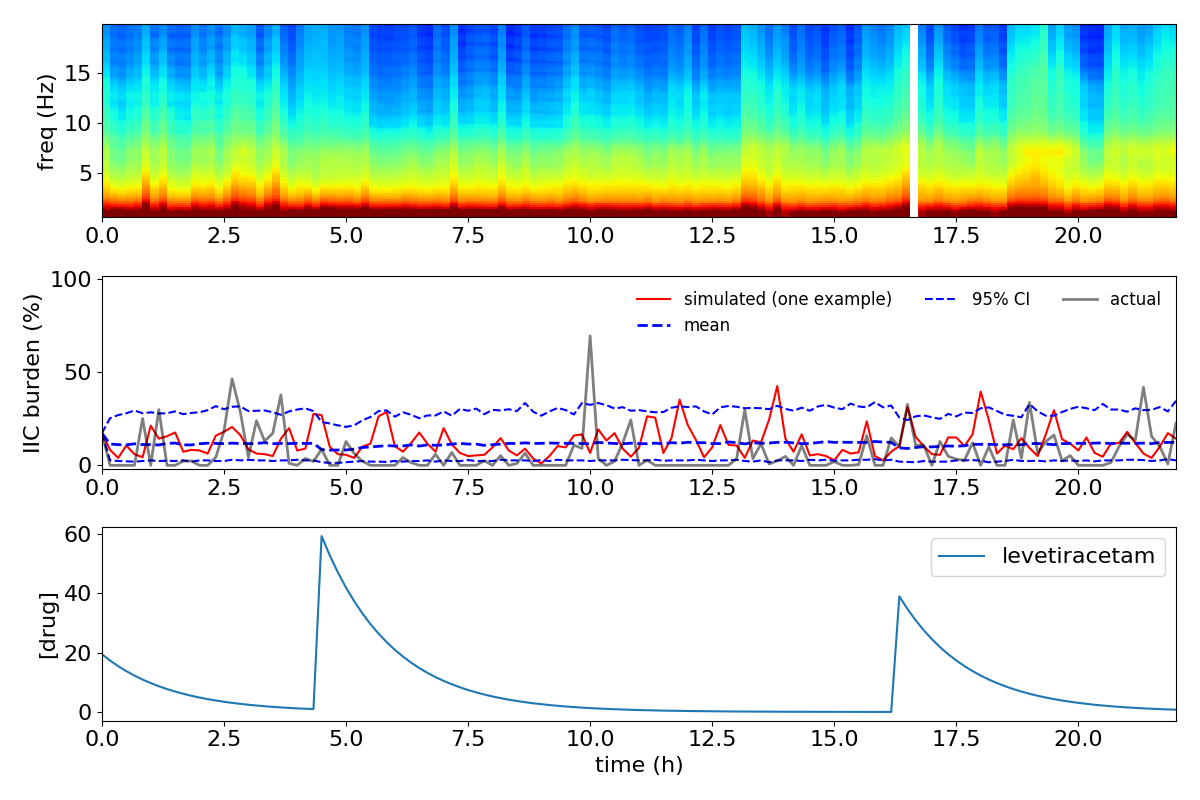 freq (Hz)
15
10
5
0.0 2.5 5.0 7.5 10.0 12.5 15.0 17.5 20.0
IIC burden (%)
100
50
0
simulated (one example) 95% CI actual
mean
0.0 2.5 5.0 7.5 10.0 12.5 15.0 17.5 20.0
[drug]
60
40
20
0
levetiracetam
0.0 2.5 5.0 7.5 10.0 12.5 15.0 17.5 20.0
time (h)